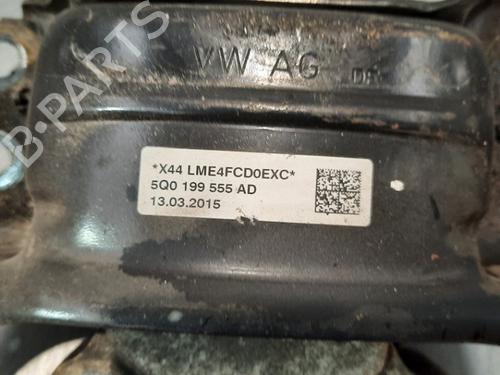 VW AG
*X44 LME4FCD0EXC*
5Q0 199 555 AD
13.03.2015
B-PARTS